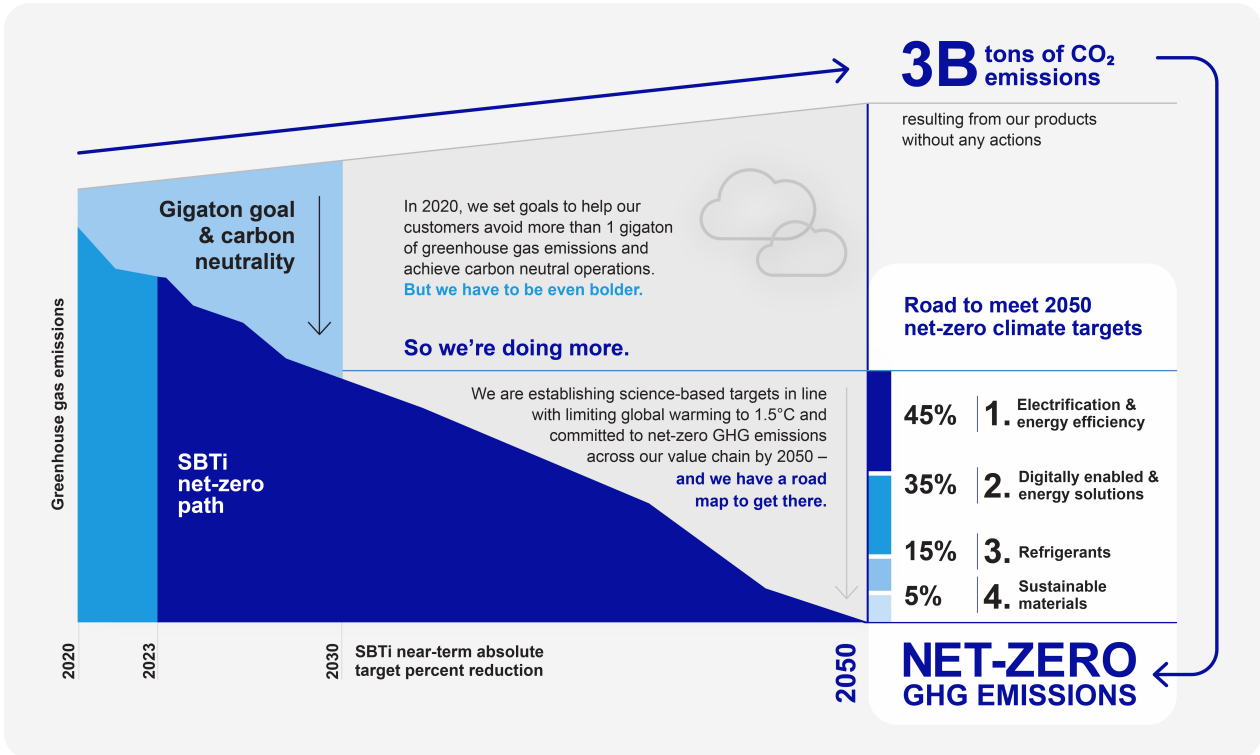 3B tons of CO₂
emissions
resulting from our products
without any actions
Gigaton goal
& carbon
neutrality
In 2020, we set goals to help our
customers avoid more than 1 gigaton
of greenhouse gas emissions and
achieve carbon neutral operations.
But we have to be even bolder.
So we’re doing more.
We are establishing science-based targets in line
with limiting global warming to 1.5°C and
committed to net-zero GHG emissions
across our value chain by 2050 –
and we have a road
map to get there.
Greenhouse gas emissions
SBTi
net-zero
path
Road to meet 2050
net-zero climate targets
45% 1. Electrification &
energy efficiency
35% 2. Digitally enabled &
energy solutions
15% 3. Refrigerants
5% 4. Sustainable
materials
2020
2023
2030
SBTi near-term absolute
target percent reduction
2050
NET-ZERO
GHG EMISSIONS